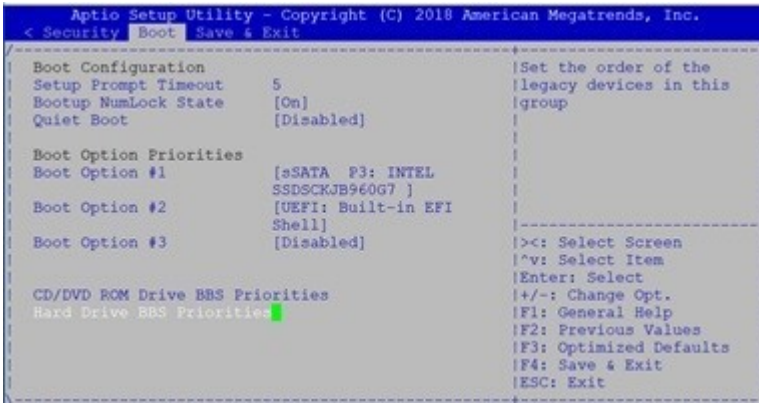 Aptio Setup Utility - Copyright (C) 2018 American Megatrends, Inc.
< Security Boot Save & Exit
Boot Configuration
Setup Prompt Timeout 5
Bootup NumLock State [On]
Quiet Boot [Disabled]
Boot Option Priorities
Boot Option #1 [sSATA P3: INTEL
SSDSCKJB960G7 ]
Boot Option #2 [UEFI: Built-in EFI
Shell]
Boot Option #3 [Disabled]
CD/DVD ROM Drive BBS Priorities
Hard Drive BBS Priorities
Set the order of the
legacy devices in this
group
><: Select Screen
^v: Select Item
Enter: Select
+/-: Change Opt.
F1: General Help
F2: Previous Values
F3: Optimized Defaults
F4: Save & Exit
ESC: Exit